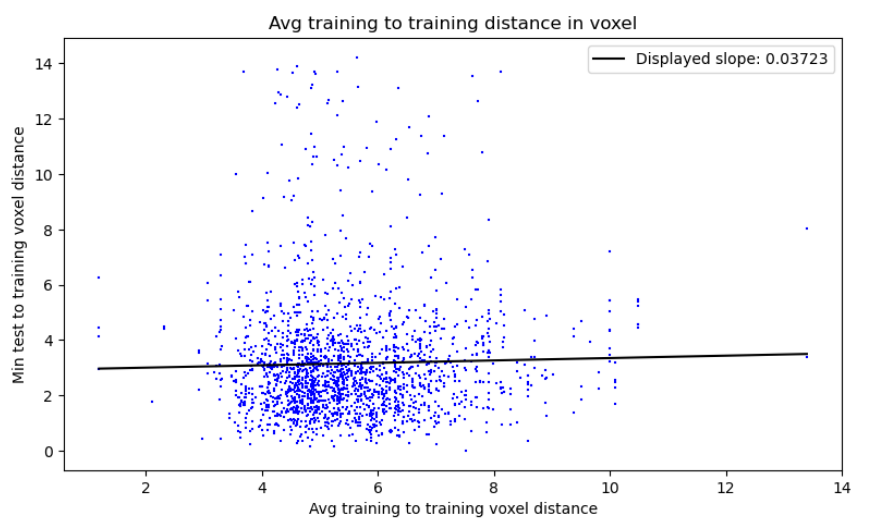 Avg training to training distance in voxel
Displayed slope: 0.03723
Min test to training voxel distance
14
12
10
8
6
4
2
0
2 4 6 8 10 12 14
Avg training to training voxel distance